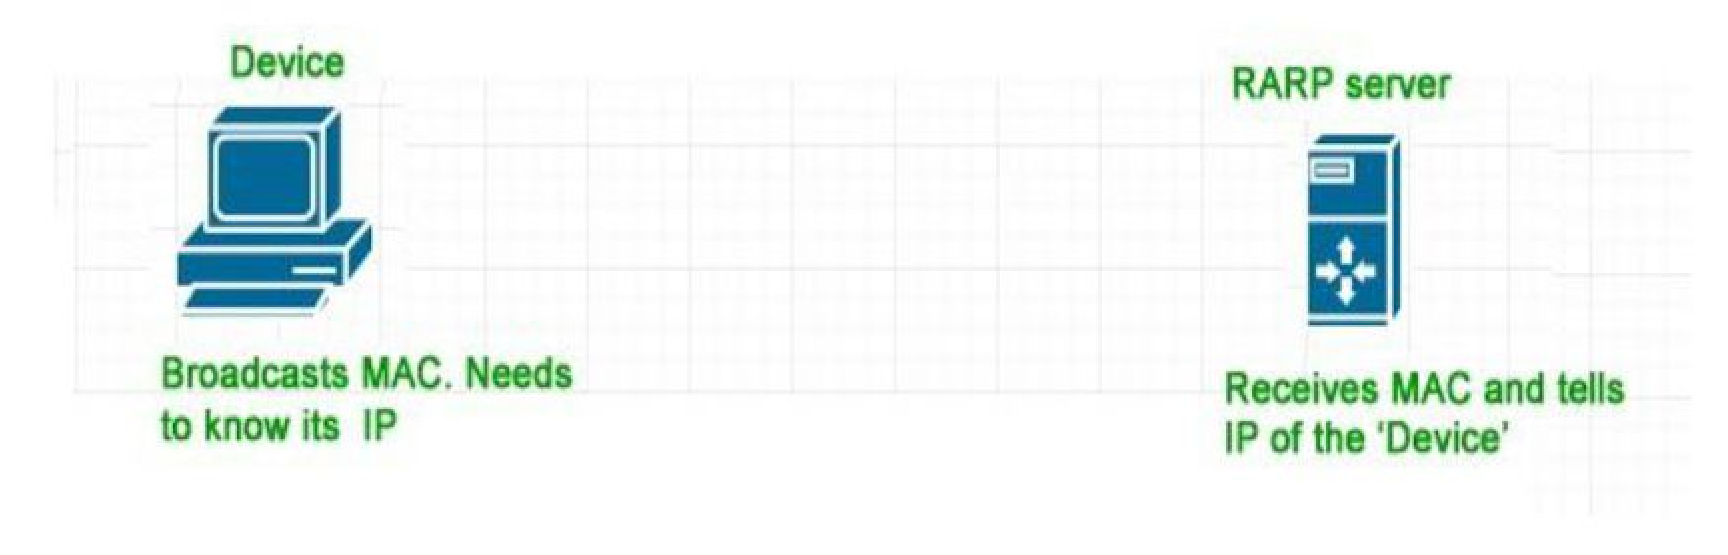 Device
Broadcasts MAC. Needs
to know its IP
RARP server
Receives MAC and tells
IP of the ‘Device’